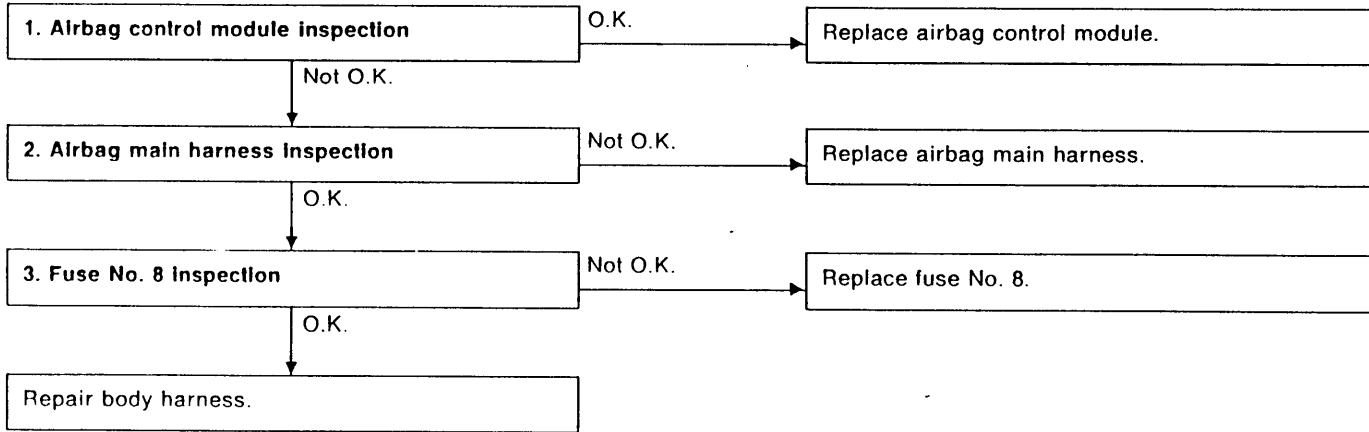 1. Airbag control module inspection
O.K.
Replace airbag control module.
Not O.K.
2. Airbag main harness inspection
Not O.K.
Replace airbag main harness.
O.K.
3. Fuse No. 8 inspection
Not O.K.
Replace fuse No. 8.
O.K.
Repair body harness.